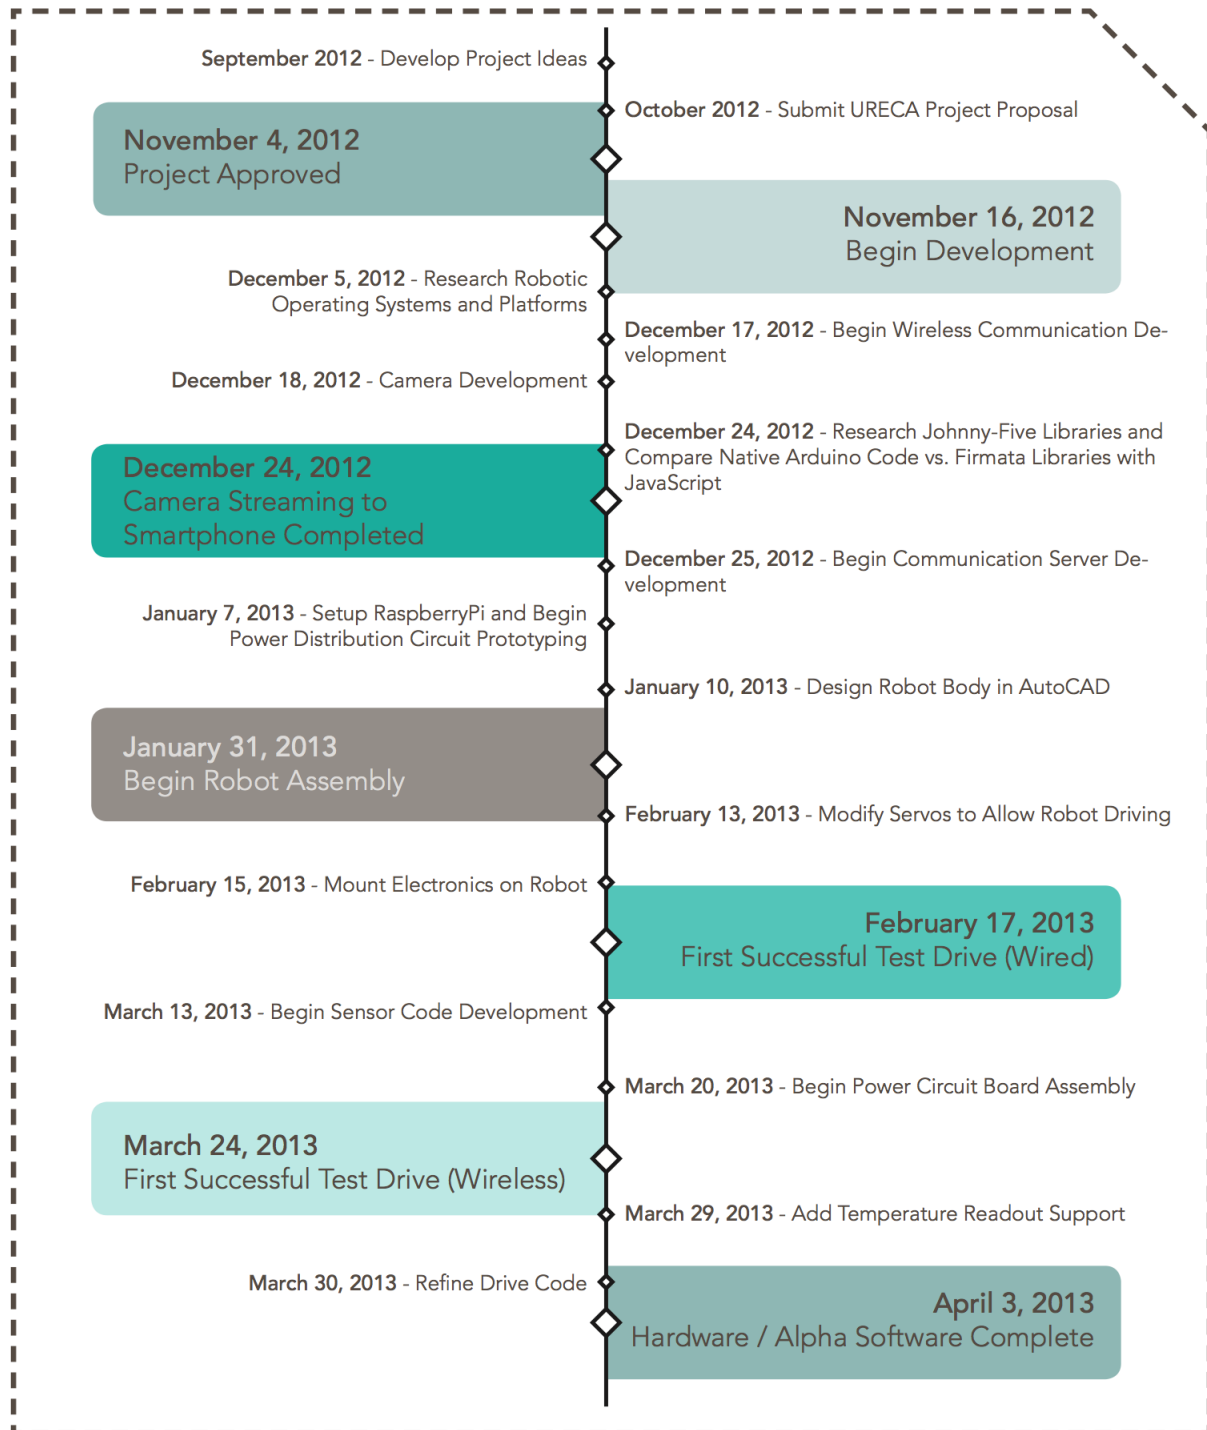 September 2012 - Develop Project Ideas
October 2012 - Submit URECA Project Proposal
November 4, 2012
Project Approved
November 16, 2012
Begin Development
December 5, 2012 - Research Robotic
Operating Systems and Platforms
December 17, 2012 - Begin Wireless Communication De-
velopment
December 18, 2012 - Camera Development
December 24, 2012 - Research Johnny-Five Libraries and
Compare Native Arduino Code vs. Firmata Libraries with
JavaScript
December 24, 2012
Camera Streaming to
Smartphone Completed
December 25, 2012 - Begin Communication Server De-
velopment
January 7, 2013 - Setup RaspberryPi and Begin
Power Distribution Circuit Prototyping
January 10, 2013 - Design Robot Body in AutoCAD
January 31, 2013
Begin Robot Assembly
February 13, 2013 - Modify Servos to Allow Robot Driving
February 15, 2013 - Mount Electronics on Robot
February 17, 2013
First Successful Test Drive (Wired)
March 13, 2013 - Begin Sensor Code Development
March 20, 2013 - Begin Power Circuit Board Assembly
March 24, 2013
First Successful Test Drive (Wireless)
March 29, 2013 - Add Temperature Readout Support
March 30, 2013 - Refine Drive Code
April 3, 2013
Hardware / Alpha Software Complete